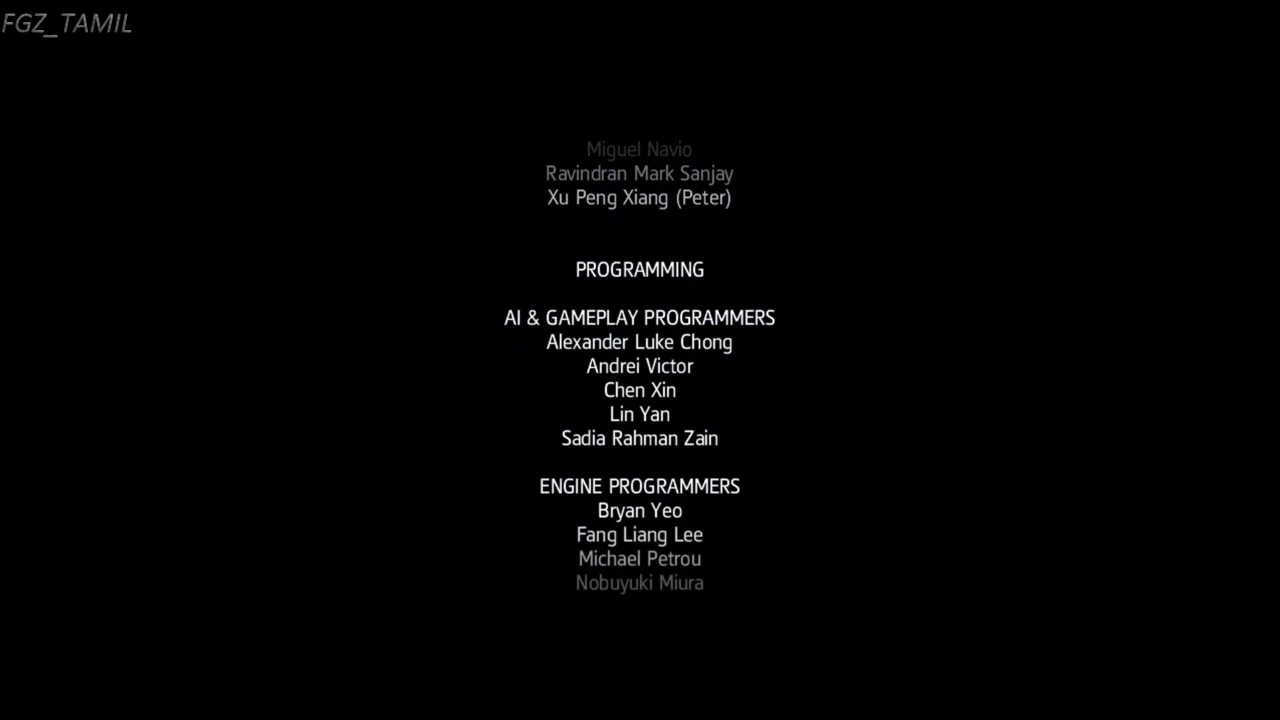 FGZ_TAMIL
Miguel Navio
Ravindran Mark Sanjay
Xu Peng Xiang (Peter)
PROGRAMMING
AI & GAMEPLAY PROGRAMMERS
Alexander Luke Chong
Andrei Victor
Chen Xin
Lin Yan
Sadia Rahman Zain
ENGINE PROGRAMMERS
Bryan Yeo
Fang Liang Lee
Michael Petrou
Nobuyuki Miura